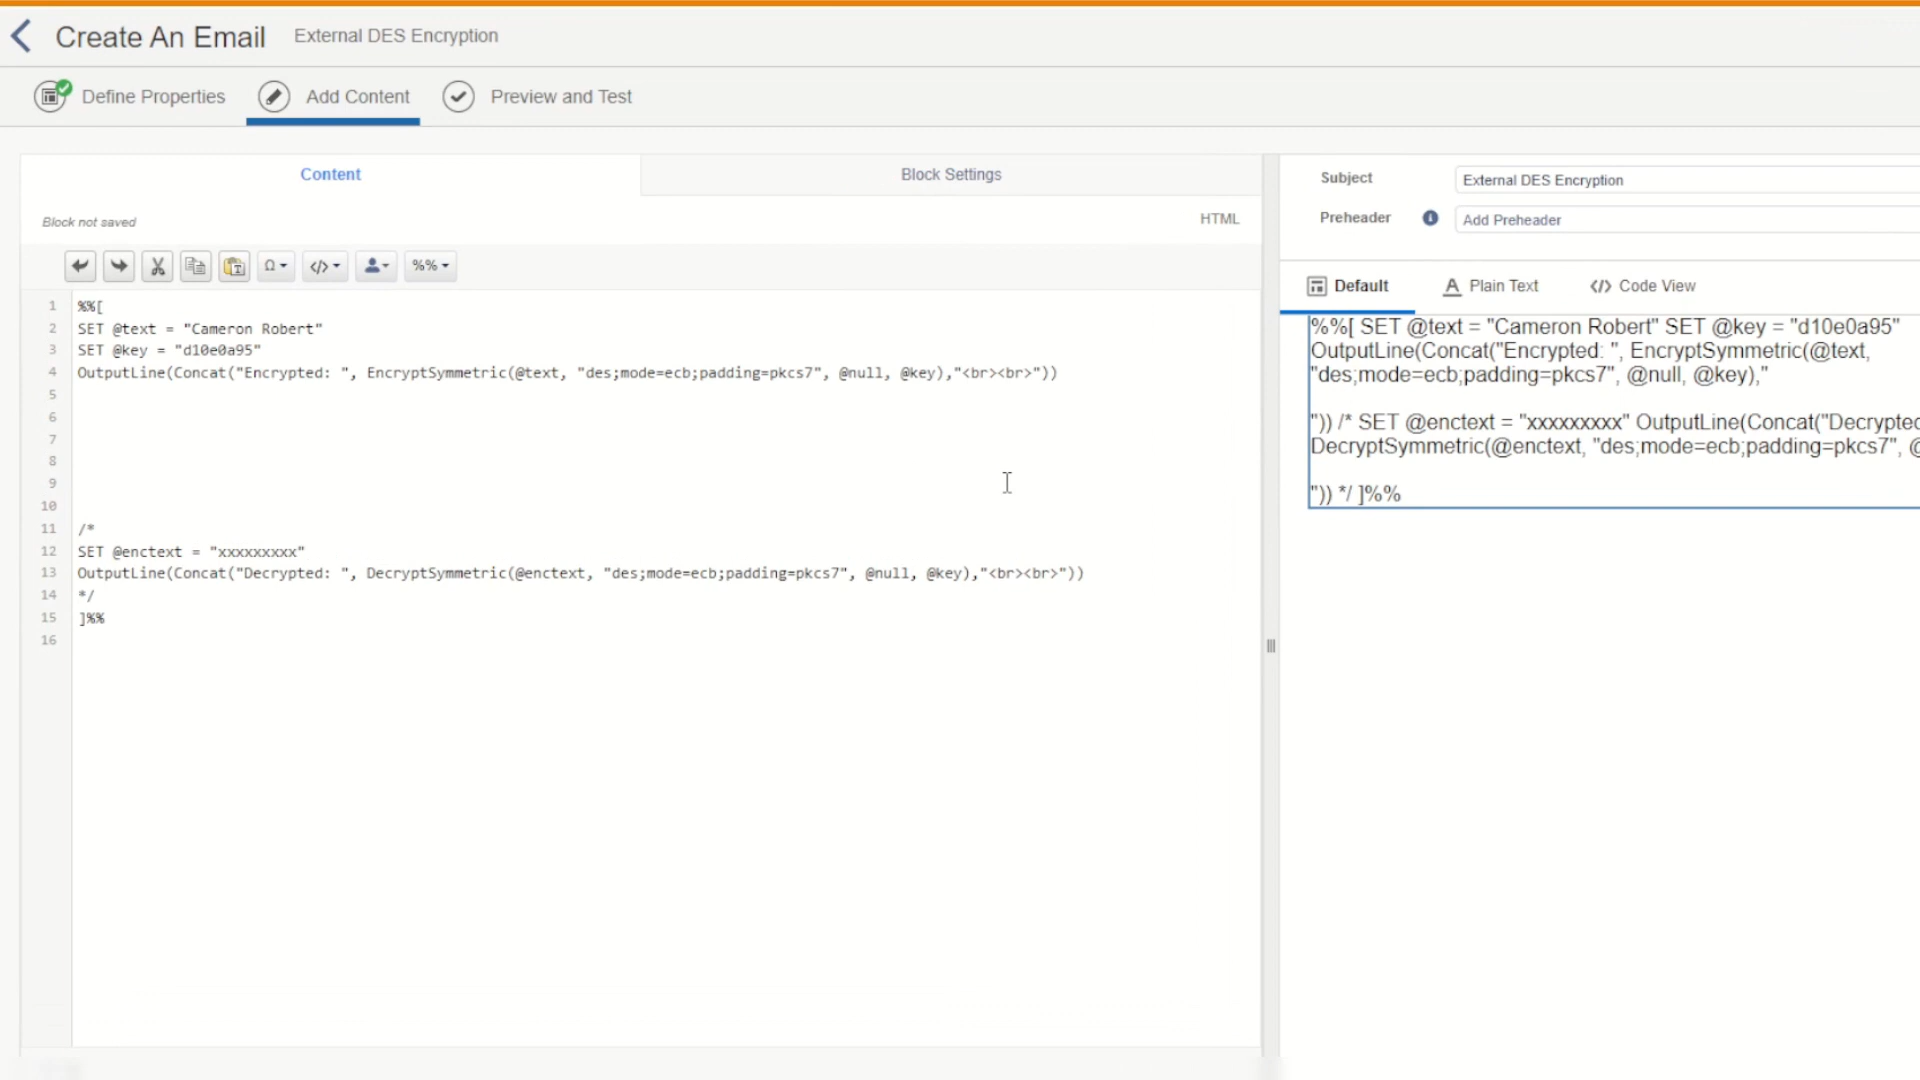 Create An Email External DES Encryption
Define Properties Add Content Preview and Test
Content Block Settings
Block not saved HTML
Ω </> %%
1 %%[
2 SET @text = "Cameron Robert"
3 SET @key = "d10e0a95"
4 OutputLine(Concat("Encrypted: ", EncryptSymmetric(@text, "des;mode=ecb;padding=pkcs7", @null, @key),"<br><br>"))
5
6
7
8
9
10
11 /*
12 SET @enctext = "xxxxxxxxx"
13 OutputLine(Concat("Decrypted: ", DecryptSymmetric(@enctext, "des;mode=ecb;padding=pkcs7", @null, @key),"<br><br>"))
14 */
15 ]%%
16
Subject External DES Encryption
Preheader Add Preheader
Default A Plain Text </> Code View
%%[ SET @text = "Cameron Robert" SET @key = "d10e0a95"
OutputLine(Concat("Encrypted: ", EncryptSymmetric(@text,
"des;mode=ecb;padding=pkcs7", @null, @key),"
")) /* SET @enctext = "xxxxxxxxx" OutputLine(Concat("Decrypted
DecryptSymmetric(@enctext, "des;mode=ecb;padding=pkcs7", @
")) */ ]%%